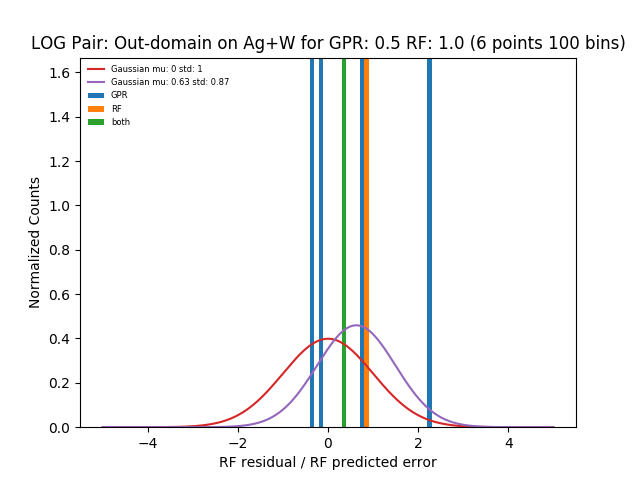 LOG Pair: Out-domain on Ag+W for GPR: 0.5 RF: 1.0 (6 points 100 bins)
Gaussian mu: 0 std: 1
Gaussian mu: 0.63 std: 0.87
GPR
RF
both
Normalized Counts
1.6
1.4
1.2
1.0
0.8
0.6
0.4
0.2
0.0
−4
−2
0
2
4
RF residual / RF predicted error